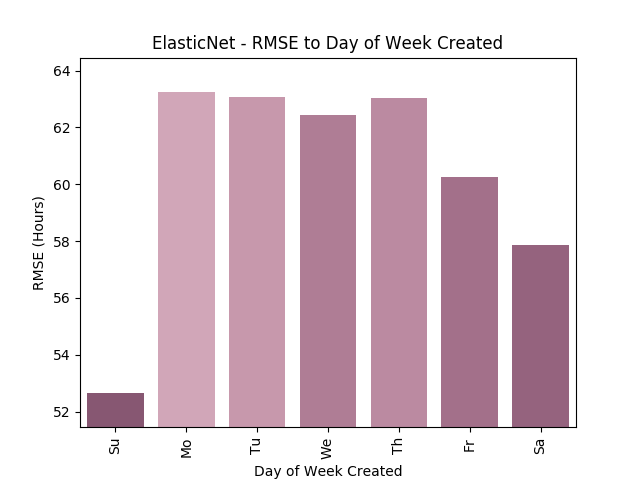 ElasticNet - RMSE to Day of Week Created
RMSE (Hours)
64
62
60
58
56
54
52
Su
Mo
Tu
We
Th
Fr
Sa
Day of Week Created